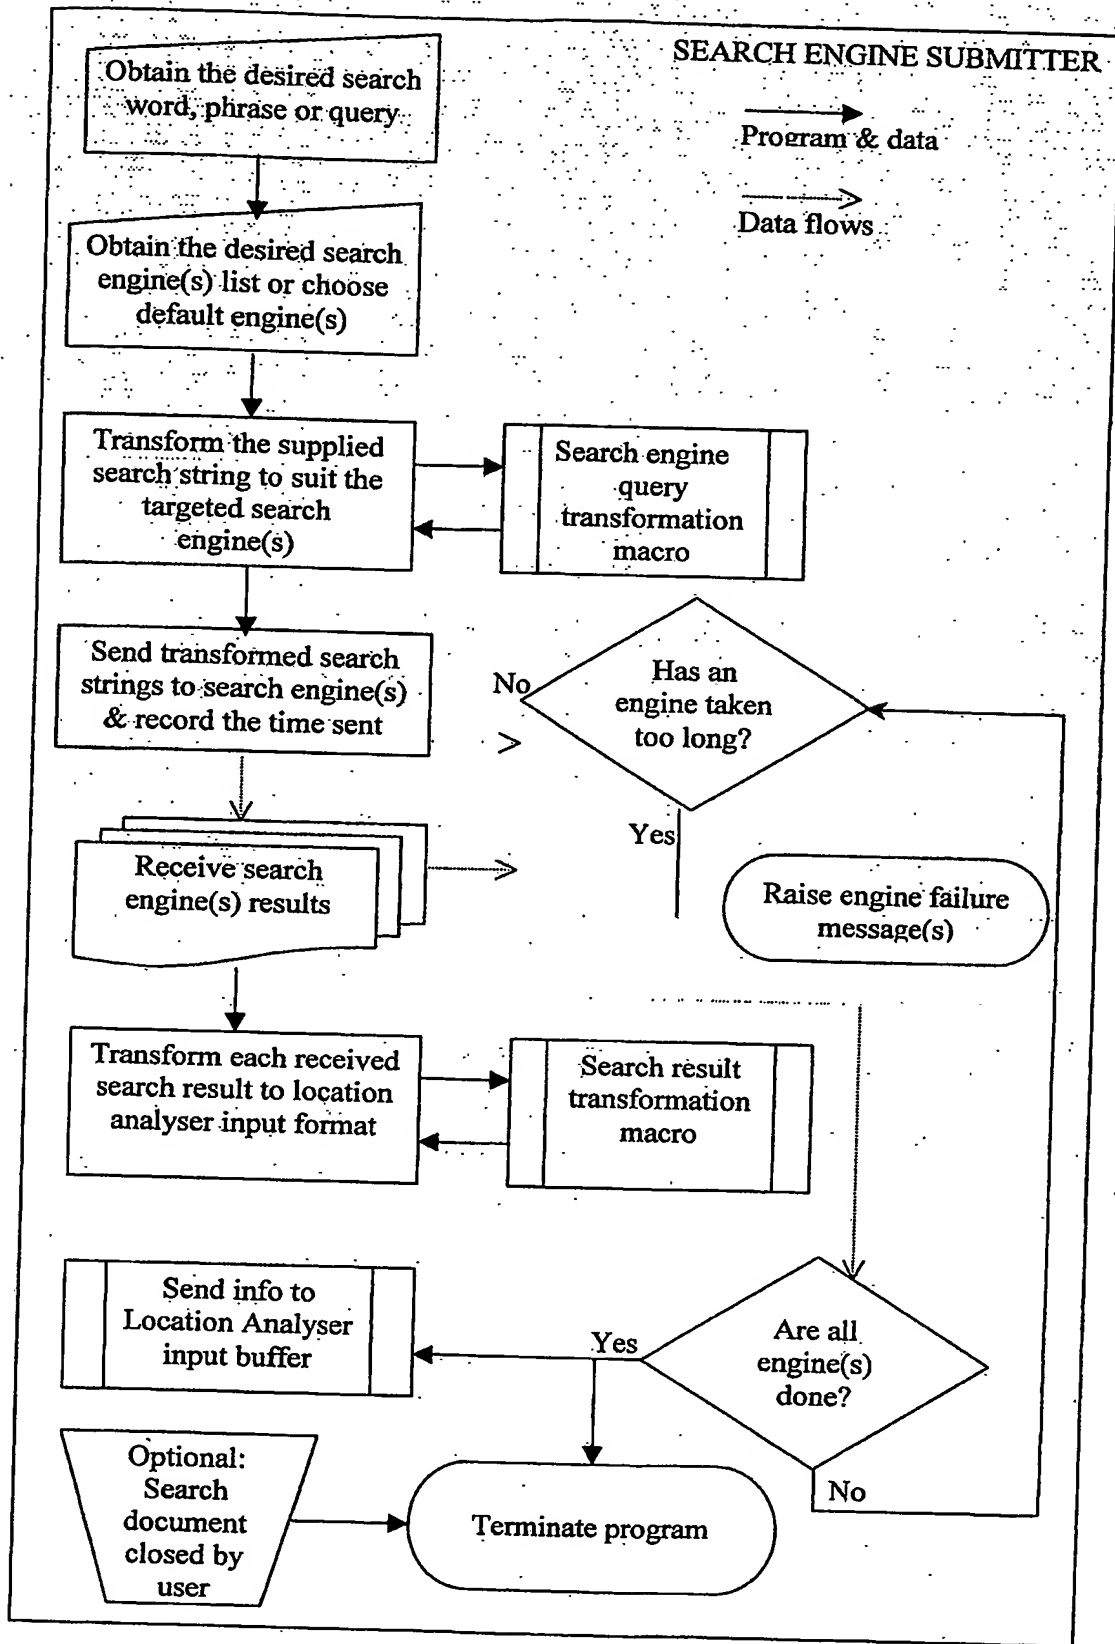 SEARCH ENGINE SUBMITTER
Program & data
Data flows
Obtain the desired search
word, phrase or query
Obtain the desired search
engine(s) list or choose
default engine(s)
Transform the supplied
search string to suit the
targeted search
engine(s)
Search engine
query
transformation
macro
Send transformed search
strings to search engine(s)
& record the time sent
No
Has an
engine taken
too long?
Yes
Receive search
engine(s) results
Raise engine failure
message(s)
Transform each received
search result to location
analyser input format
Search result
transformation
macro
Send info to
Location Analyser
input buffer
Yes
Are all
engine(s)
done?
No
Optional:
Search
document
closed by
user
Terminate program